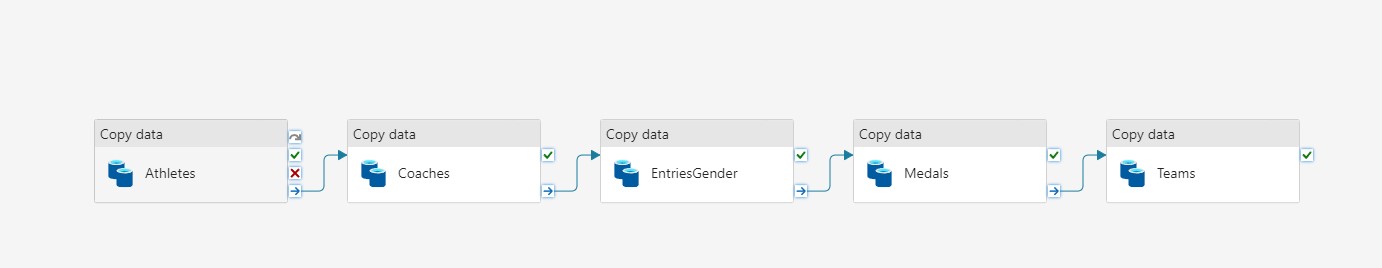 Copy data
Athletes
Copy data
Coaches
Copy data
EntriesGender
Copy data
Medals
Copy data
Teams